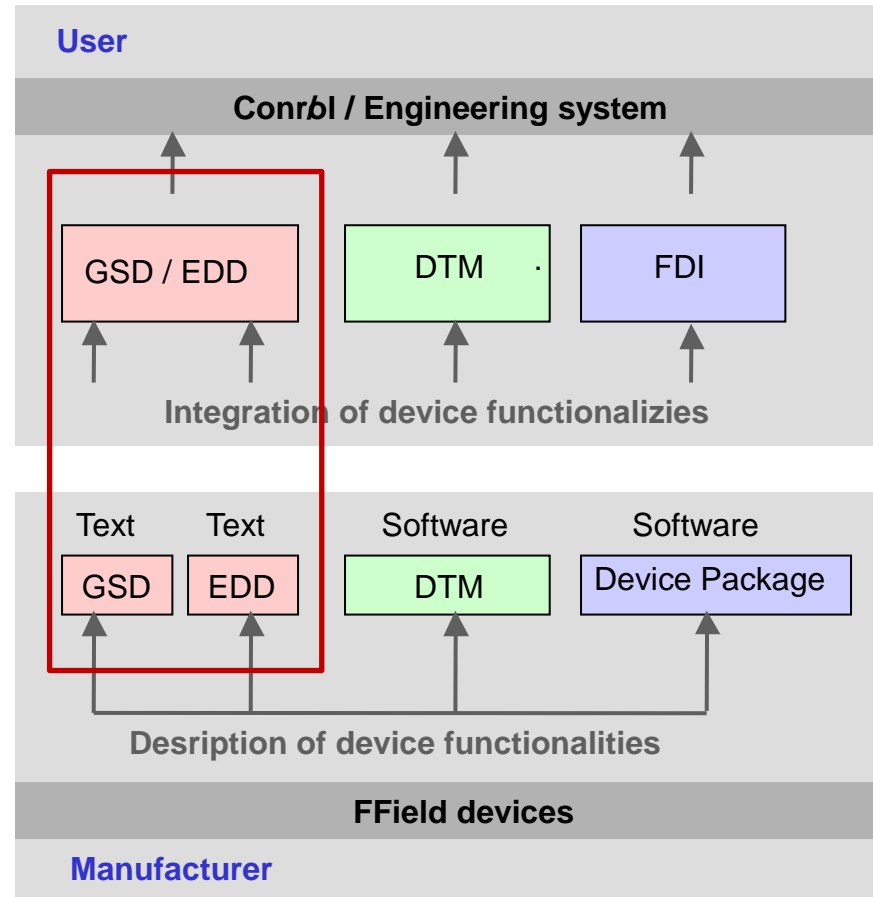 User
Conrbl / Engineering system
GSD / EDD
DTM .
FDI
Integration of device functionalizies
Text Text Software Software
GSD EDD DTM Device Package
Desription of device functionalities
FField devices
Manufacturer